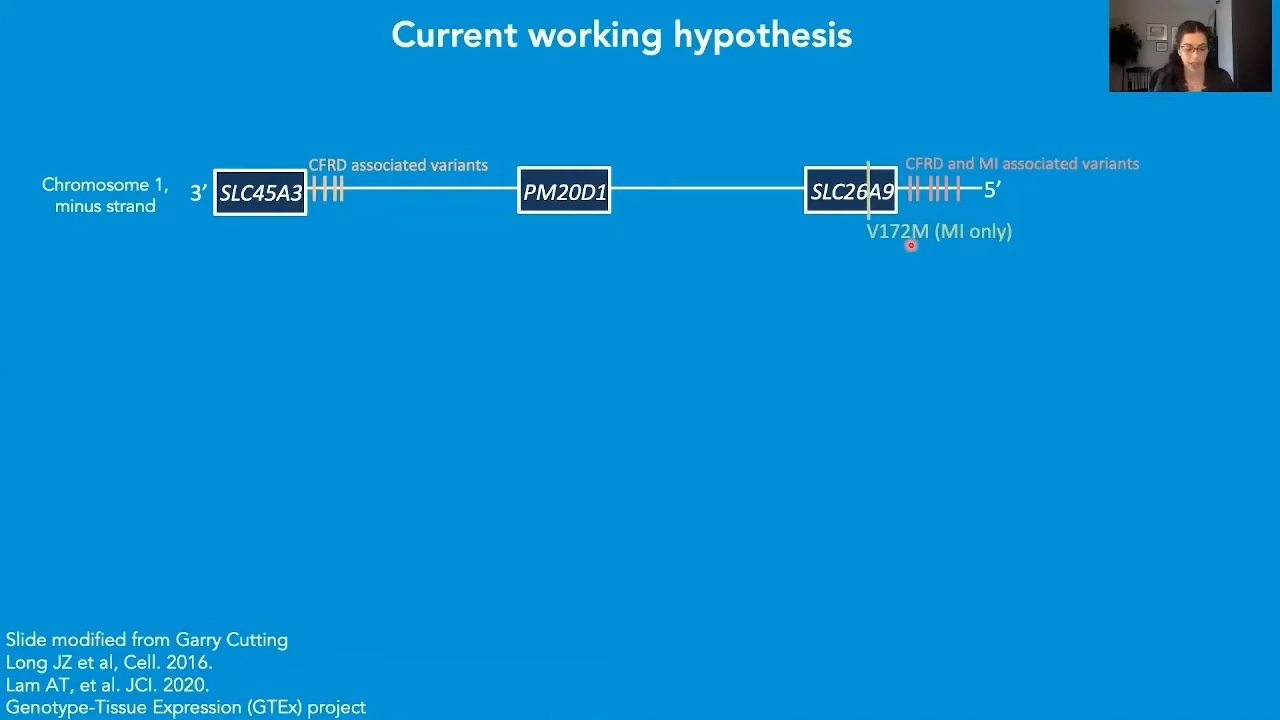 Current working hypothesis
CFRD associated variants
CFRD and MI associated variants
Chromosome 1,
minus strand
3’ SLC45A3 PM20D1 SLC26A9 5’
V172M (MI only)
Slide modified from Garry Cutting
Long JZ et al, Cell. 2016.
Lam AT, et al. JCI. 2020.
Genotype-Tissue Expression (GTEx) project